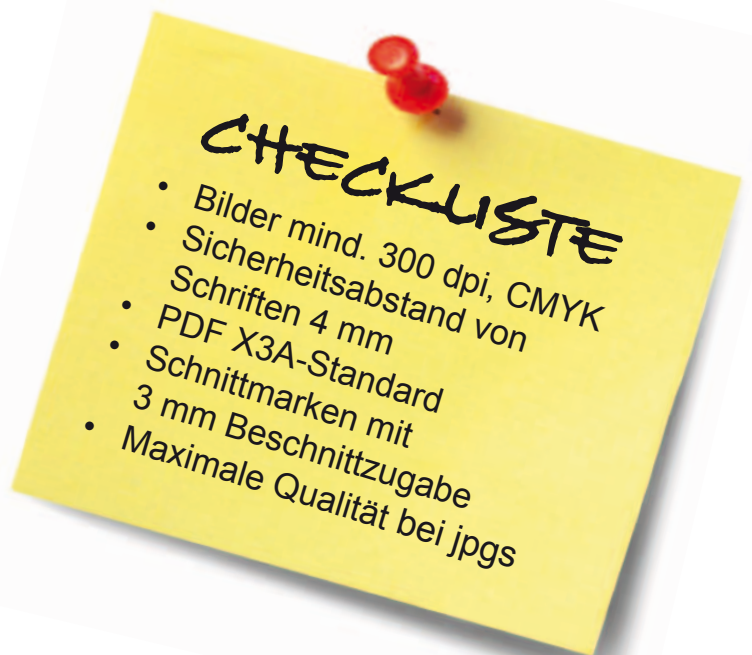 CHECKLISTE
• Bilder mind. 300 dpi, CMYK
• Sicherheitsabstand von
Schriften 4 mm
• PDF X3A-Standard
• Schnittmarken mit
3 mm Beschnittzugabe
• Maximale Qualität bei jpgs